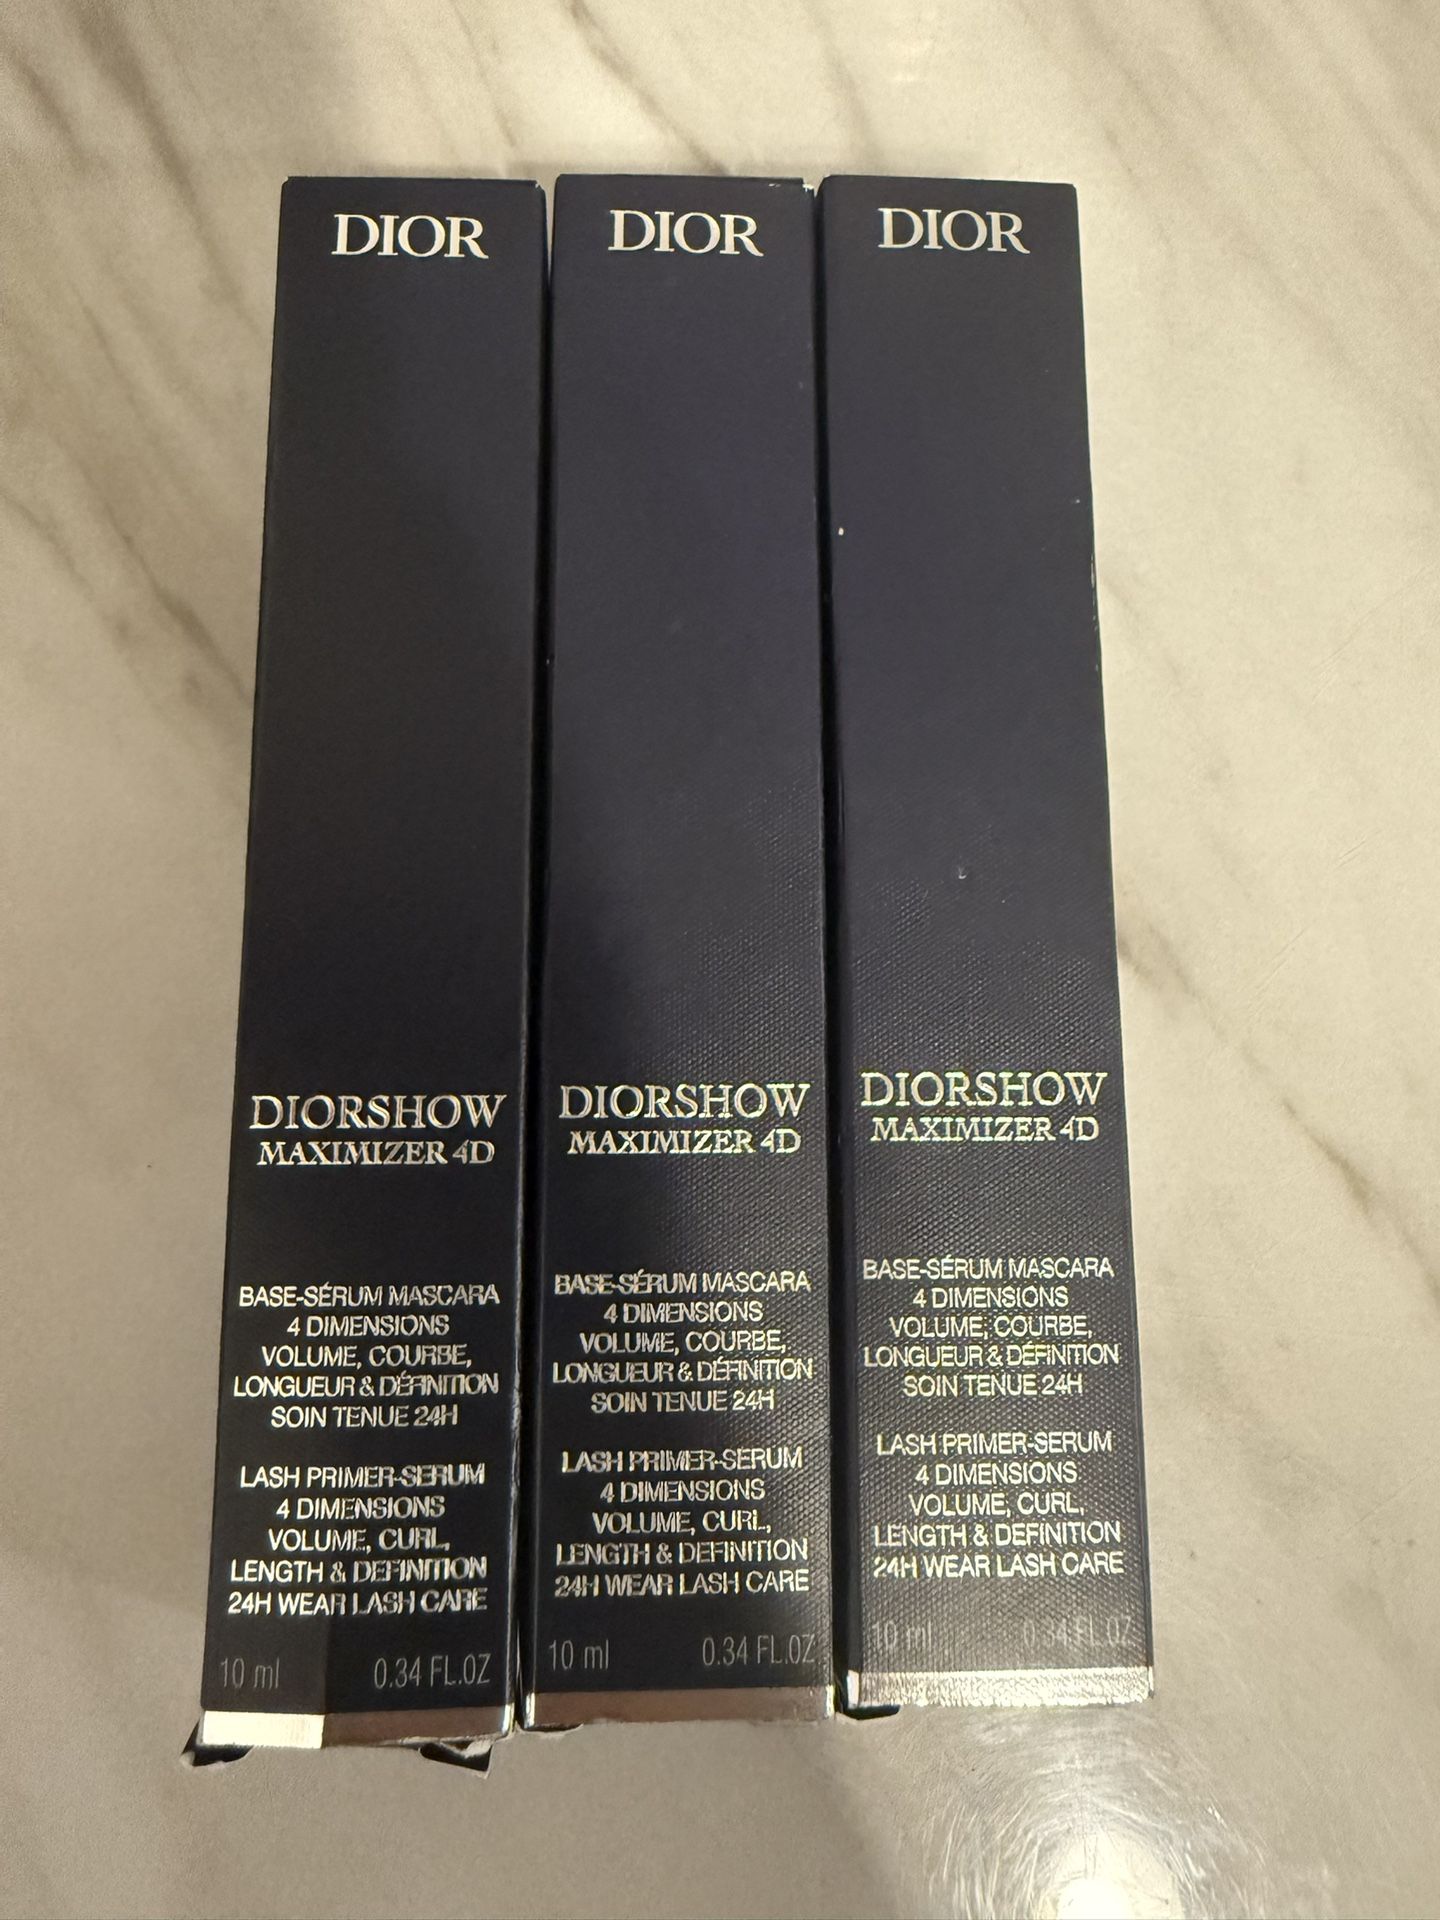 DIOR
DIORSHOW
MAXIMIZER 4D
BASE-SÉRUM MASCARA
4 DIMENSIONS
VOLUME, COURBE,
LONGUEUR & DÉFINITION
SOIN TENUE 24H
LASH PRIMER-SERUM
4 DIMENSIONS
VOLUME, CURL,
LENGTH & DEFINITION
24H WEAR LASH CARE
10 ml 0.34 FL.OZ
DIOR
DIORSHOW
MAXIMIZER 4D
BASE-SÉRUM MASCARA
4 DIMENSIONS
VOLUME, COURBE,
LONGUEUR & DÉFINITION
SOIN TENUE 24H
LASH PRIMER-SERUM
4 DIMENSIONS
VOLUME, CURL,
LENGTH & DEFINITION
24H WEAR LASH CARE
10 ml 0.34 FL.OZ
DIOR
DIORSHOW
MAXIMIZER 4D
BASE-SÉRUM MASCARA
4 DIMENSIONS
VOLUME, COURBE,
LONGUEUR & DÉFINITION
SOIN TENUE 24H
LASH PRIMER-SERUM
4 DIMENSIONS
VOLUME, CURL,
LENGTH & DEFINITION
24H WEAR LASH CARE
10 ml 0.34 FL.OZ